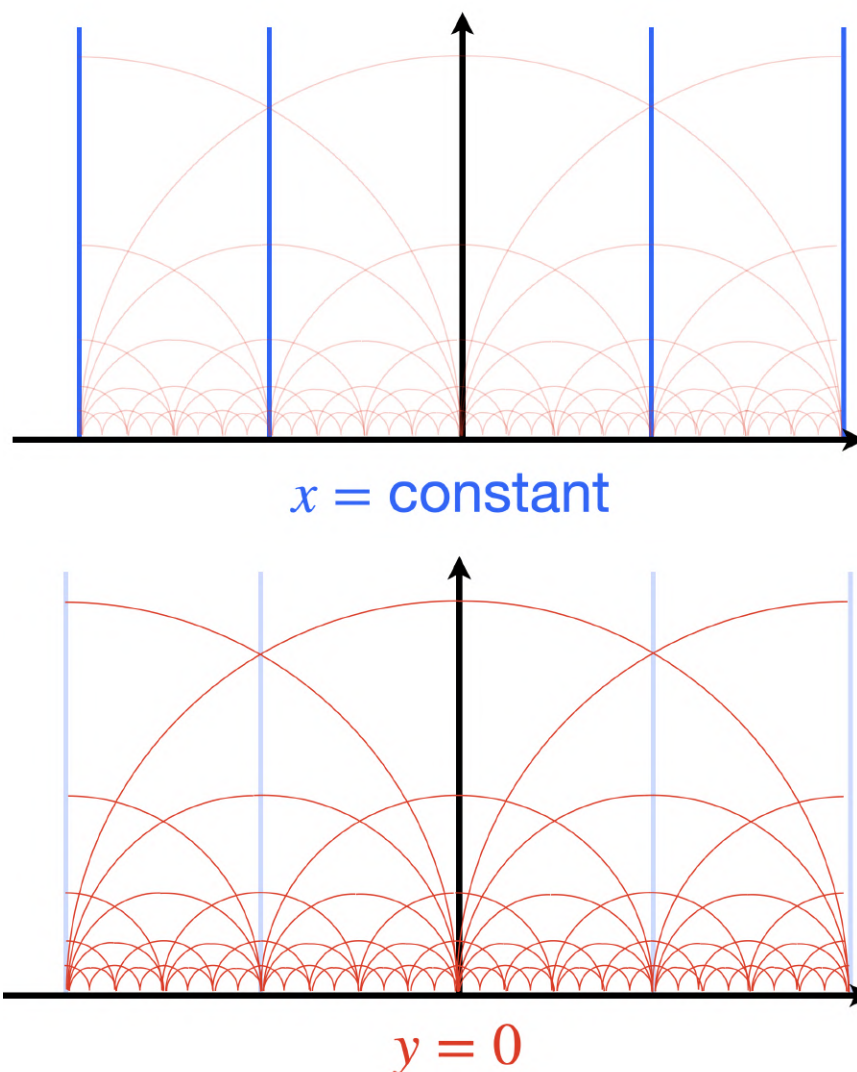 x = constant
y = 0